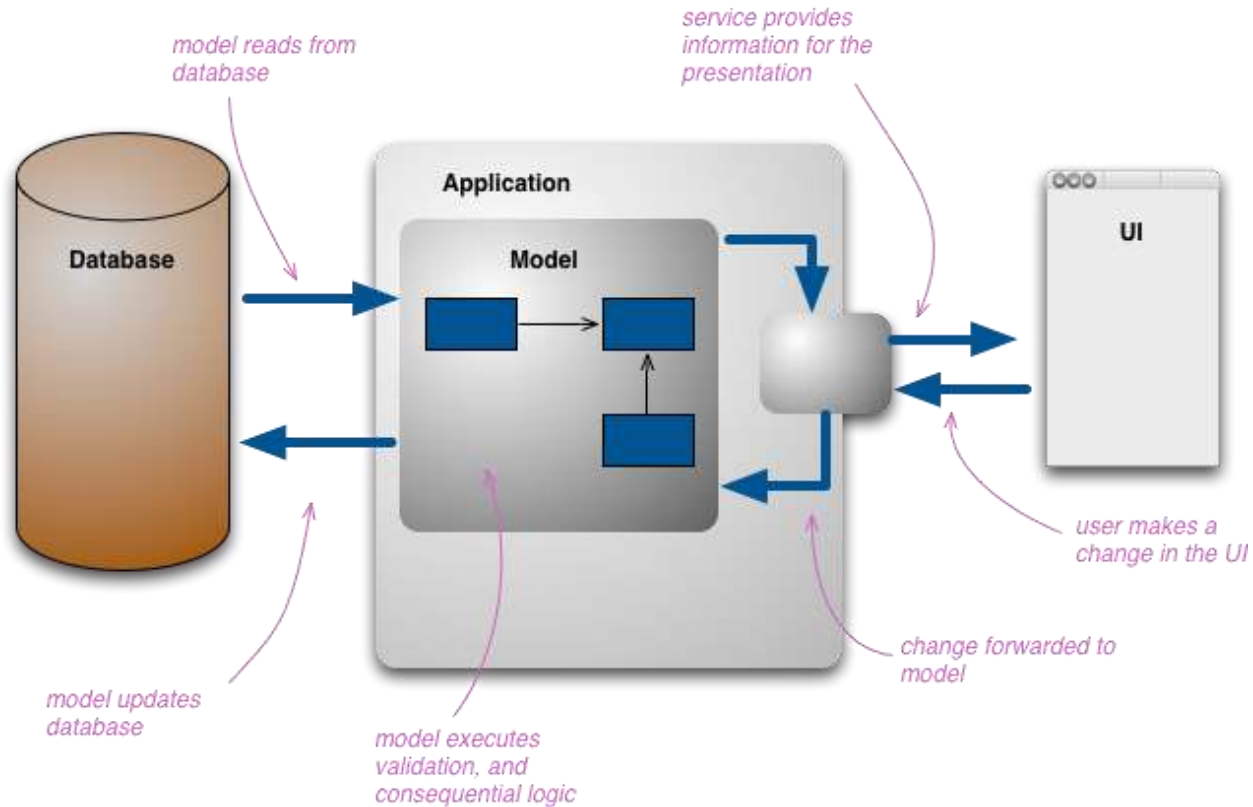 service provides
information for the
presentation
model reads from
database
Application
UI
Database
Model
user makes a
change in the UI
change forwarded to
model
model updates
database
model executes
validation, and
consequential logic